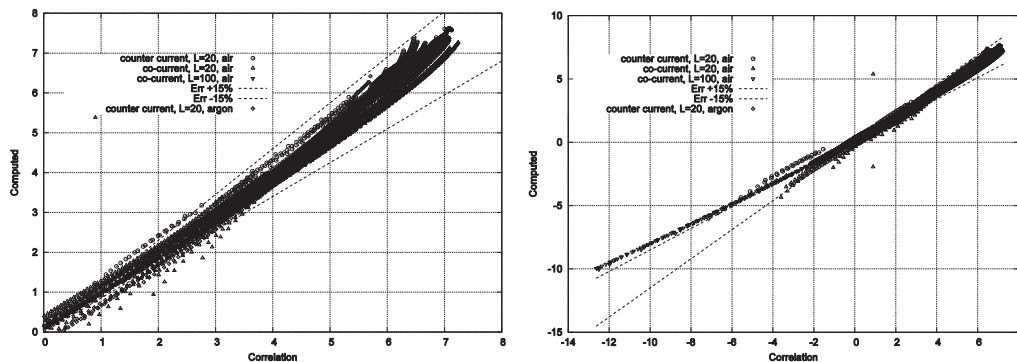 8
7
6
5
4
3
2
1
0
0 1 2 3 4 5 6 7 8
Computed
Correlation
counter current, L=20, air
co-current, L=20, air
co-current, L=100, air
Err +15%
Err -15%
counter current, L=20, argon
10
5
0
-5
-10
-15
-14 -12 -10 -8 -6 -4 -2 0 2 4 6 8
Computed
Correlation
counter current, L=20, air
co-current, L=20, air
co-current, L=100, air
Err +15%
Err -15%
counter current, L=20, argon